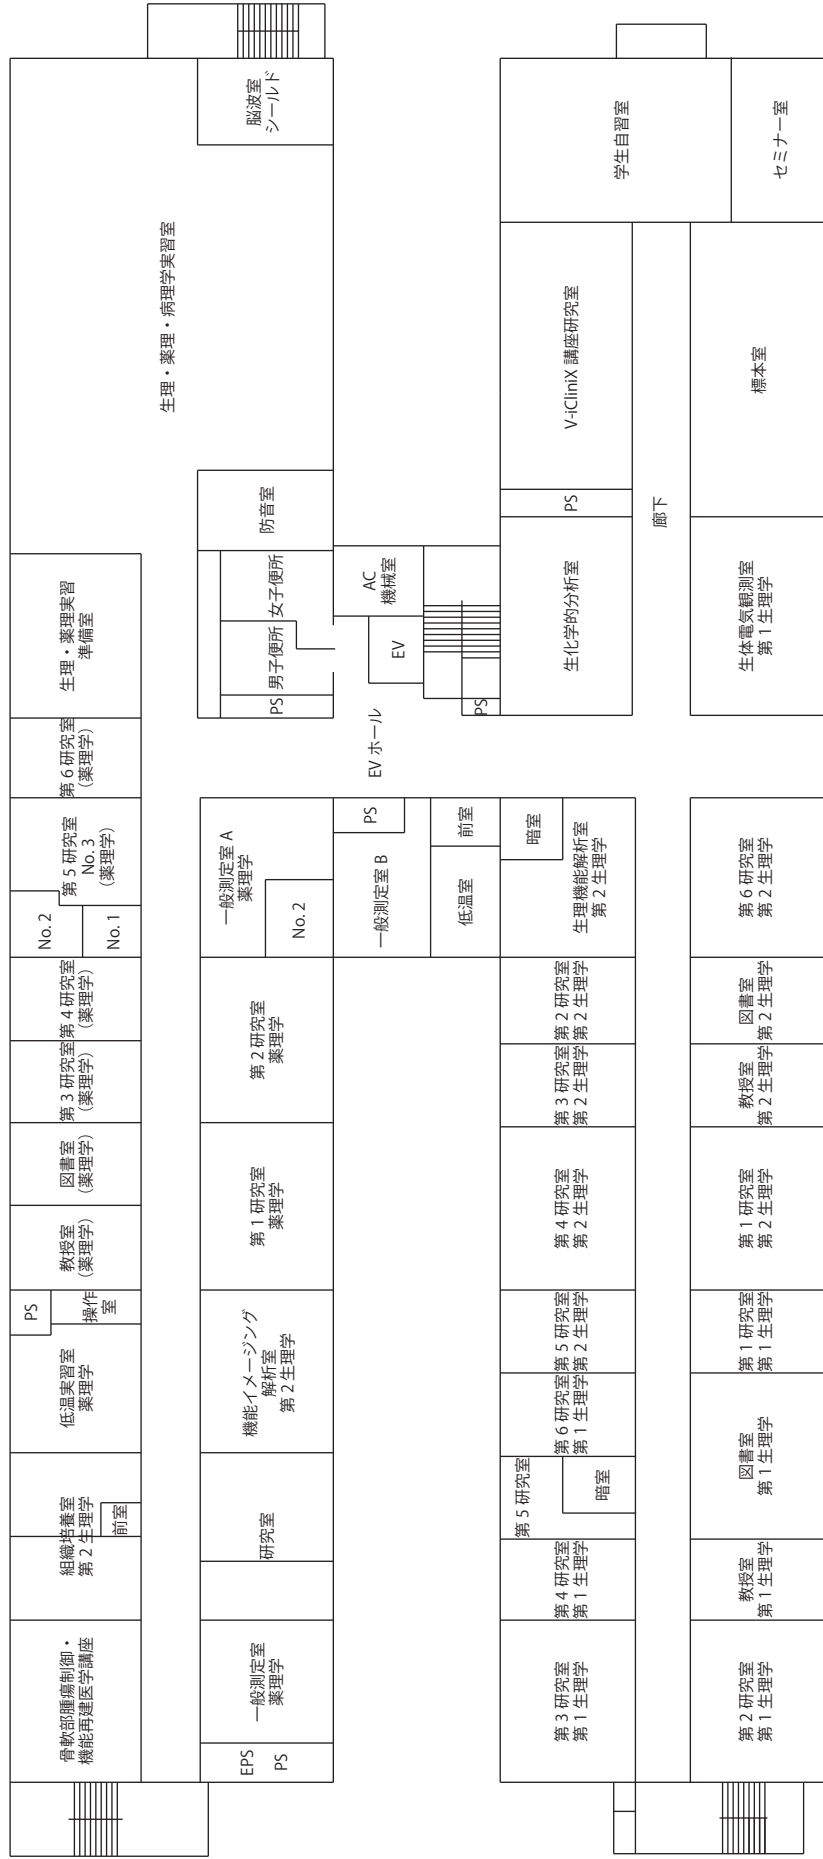 骨軟部腫瘍制御・
機能再建医学講座
組織培養室
第２生理学
前室
低温実習室
薬理学
操作
室
PS
教授室
(薬理学)
図書室
(薬理学)
第３研究室
(薬理学)
第４研究室
(薬理学)
No. 2
No. 1
第５研究室
No. 3
(薬理学)
第６研究室
(薬理学)
生理・薬理実習
準備室
生理・薬理・病理学実習室
脳波室
シールド
EPS
PS
一般測定室
薬理学
研究室
機能イメージング
解析室
第２生理学
第１研究室
薬理学
第２研究室
薬理学
一般測定室 A
薬理学
No. 2
PS
男子便所
女子便所
防音室
一般測定室 B
PS
低温室
前室
EV ホール
EV
AC
機械室
PS
第３研究室
第１生理学
第４研究室
第１生理学
第５研究室
暗室
第６研究室
第１生理学
第５研究室
第２生理学
第４研究室
第２生理学
第３研究室
第２生理学
第２研究室
第２生理学
暗室
生理機能解析室
第２生理学
生化学的分析室
PS
V-iCliniX 講座研究室
学生自習室
廊下
第２研究室
第１生理学
教授室
第１生理学
図書室
第１生理学
第１研究室
第１生理学
第１研究室
第２生理学
教授室
第２生理学
図書室
第２生理学
第６研究室
第２生理学
生体電気観測室
第１生理学
標本室
セミナー室